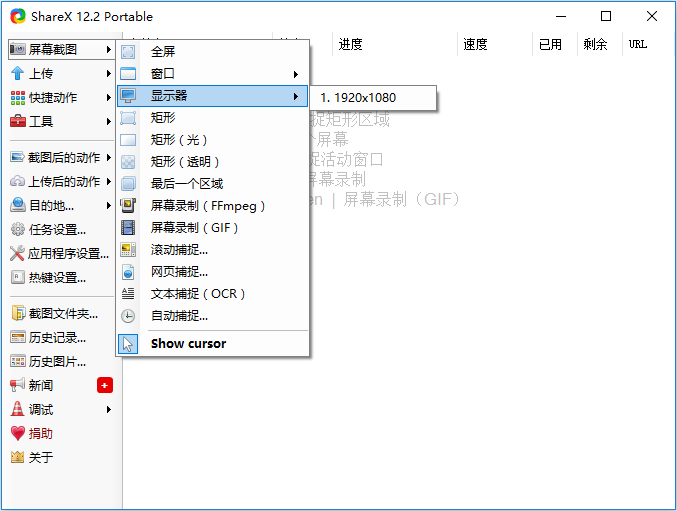 ShareX 12.2 Portable
屏幕截图
上传
快捷动作
工具
截图后的动作
上传后的动作
目的地...
任务设置...
应用程序设置...
热键设置...
截图文件夹...
历史记录...
历史图片...
新闻
调试
捐助
关于
全屏
窗口
显示器
矩形
矩形（光）
矩形（透明）
最后一个区域
屏幕录制（FFmpeg）
屏幕录制（GIF）
滚动捕捉...
网页捕捉...
文本捕捉（OCR）
自动捕捉...
Show cursor
1. 1920x1080
进度
速度
已用
剩余
URL
捉矩形区域
屏幕
捉活动窗口
屏幕录制
en | 屏幕录制（GIF）